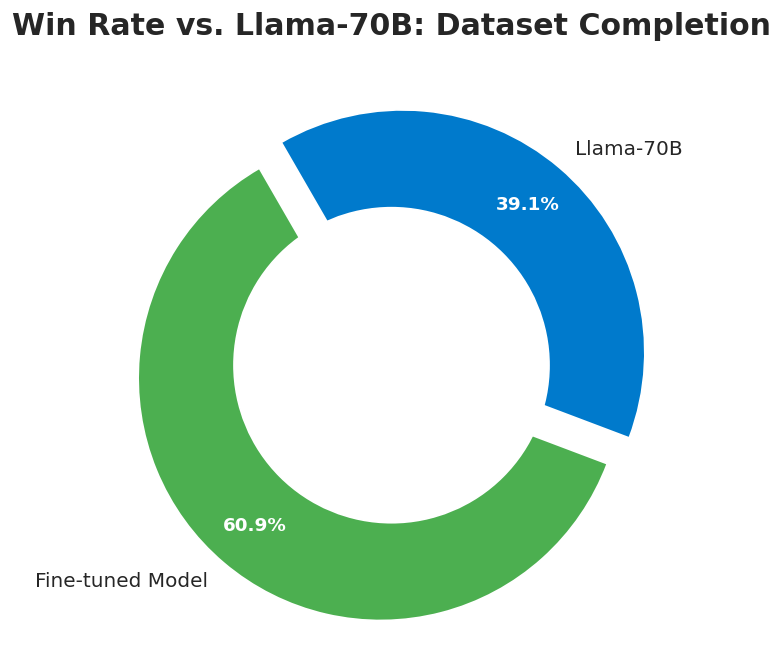 Win Rate vs. Llama-70B: Dataset Completion
Llama-70B
39.1%
60.9%
Fine-tuned Model